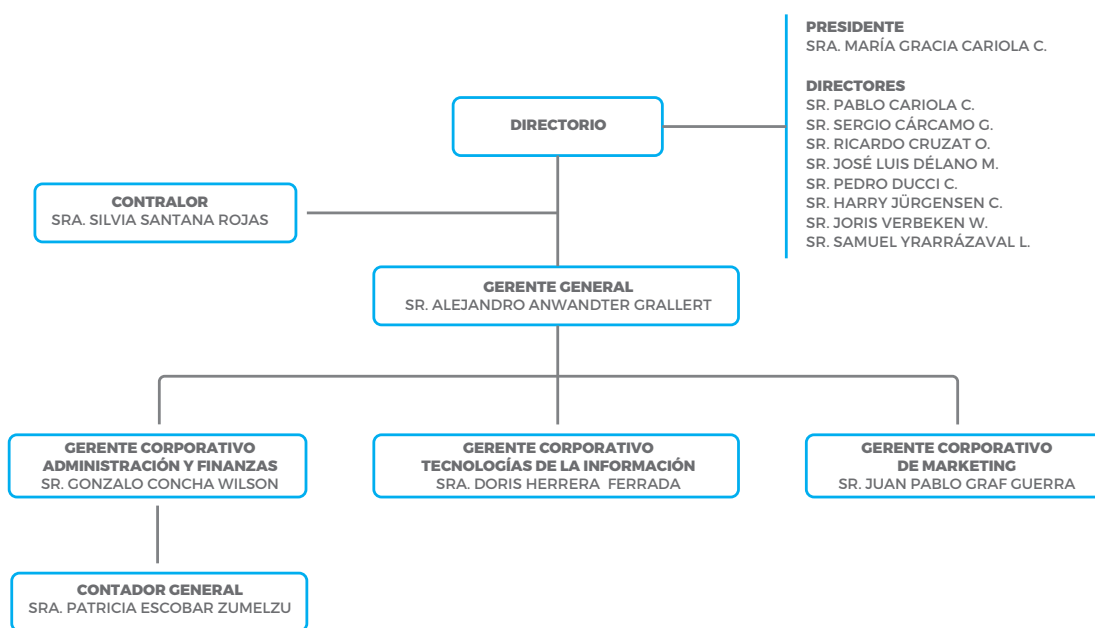 PRESIDENTE
SRA. MARÍA GRACIA CARIOLA C.
DIRECTORES
SR. PABLO CARIOLA C.
SR. SERGIO CÁRCAMO G.
SR. RICARDO CRUZAT O.
SR. JOSÉ LUIS DÉLANO M.
SR. PEDRO DUCCI C.
SR. HARRY JÜRGENSEN C.
SR. JORIS VERBEKEN W.
SR. SAMUEL YRARRÁZAVAL L.
DIRECTORIO
CONTRALOR
SRA. SILVIA SANTANA ROJAS
GERENTE GENERAL
SR. ALEJANDRO ANWANDTER GRALLERT
GERENTE CORPORATIVO
ADMINISTRACIÓN Y FINANZAS
SR. GONZALO CONCHA WILSON
GERENTE CORPORATIVO
TECNOLOGÍAS DE LA INFORMACIÓN
SRA. DORIS HERRERA FERRADA
GERENTE CORPORATIVO
DE MARKETING
SR. JUAN PABLO GRAF GUERRA
CONTADOR GENERAL
SRA. PATRICIA ESCOBAR ZUMELZU